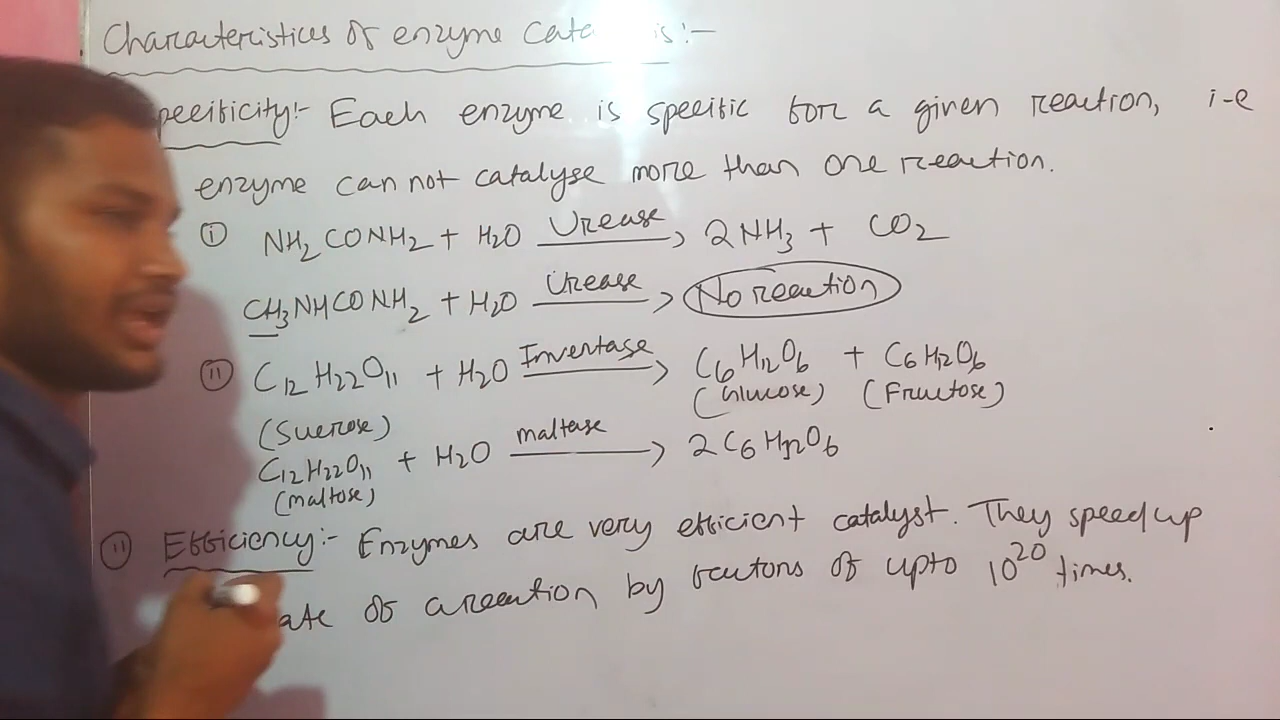 Characteristics of enzyme Cata is:-
pecificity:- Each enzyme is specific for a given reaction, i-e
enzyme can not catalyse more than one reaction.
(i) NH₂CONH₂ + H₂O Urease → 2NH₃ + CO₂
CH₃NHCONH₂ + H₂O Urease → No reaction
(ii) C₁₂H₂₂O₁₁ + H₂O Invertase → C₆H₁₂O₆ + C₆H₁₂O₆
(Sucrose) (Glucose) (Fructose)
C₁₂H₂₂O₁₁ + H₂O maltase → 2C₆H₁₂O₆
(maltose)
(ii) Efficiency:- Enzymes are very efficient catalyst. They speed up
ate of a reaction by factors of upto 10²⁰ times.